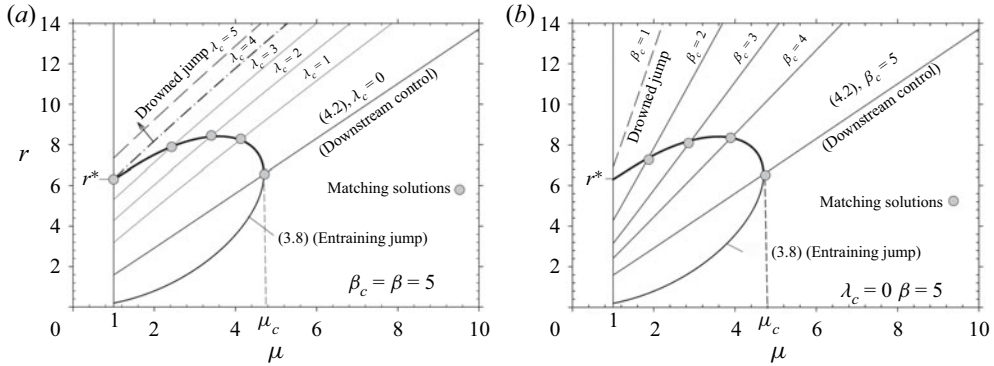 (a)
14
12
10
8
6
4
2
0
r
r*
λc = 5
λc = 4
λc = 3
λc = 2
λc = 1
Drowned jump
(4.2), λc = 0
(Downstream control)
Matching solutions
(3.8) (Entraining jump)
βc = β = 5
1
2
4
μc
6
8
10
μ
(b)
14
12
10
8
6
4
2
0
r*
βc = 1
βc = 2
βc = 3
βc = 4
Drowned jump
(4.2), βc = 5
(Downstream control)
Matching solutions
(3.8) (Entraining jump)
λc = 0 β = 5
1
2
4
μc
6
8
10
μ